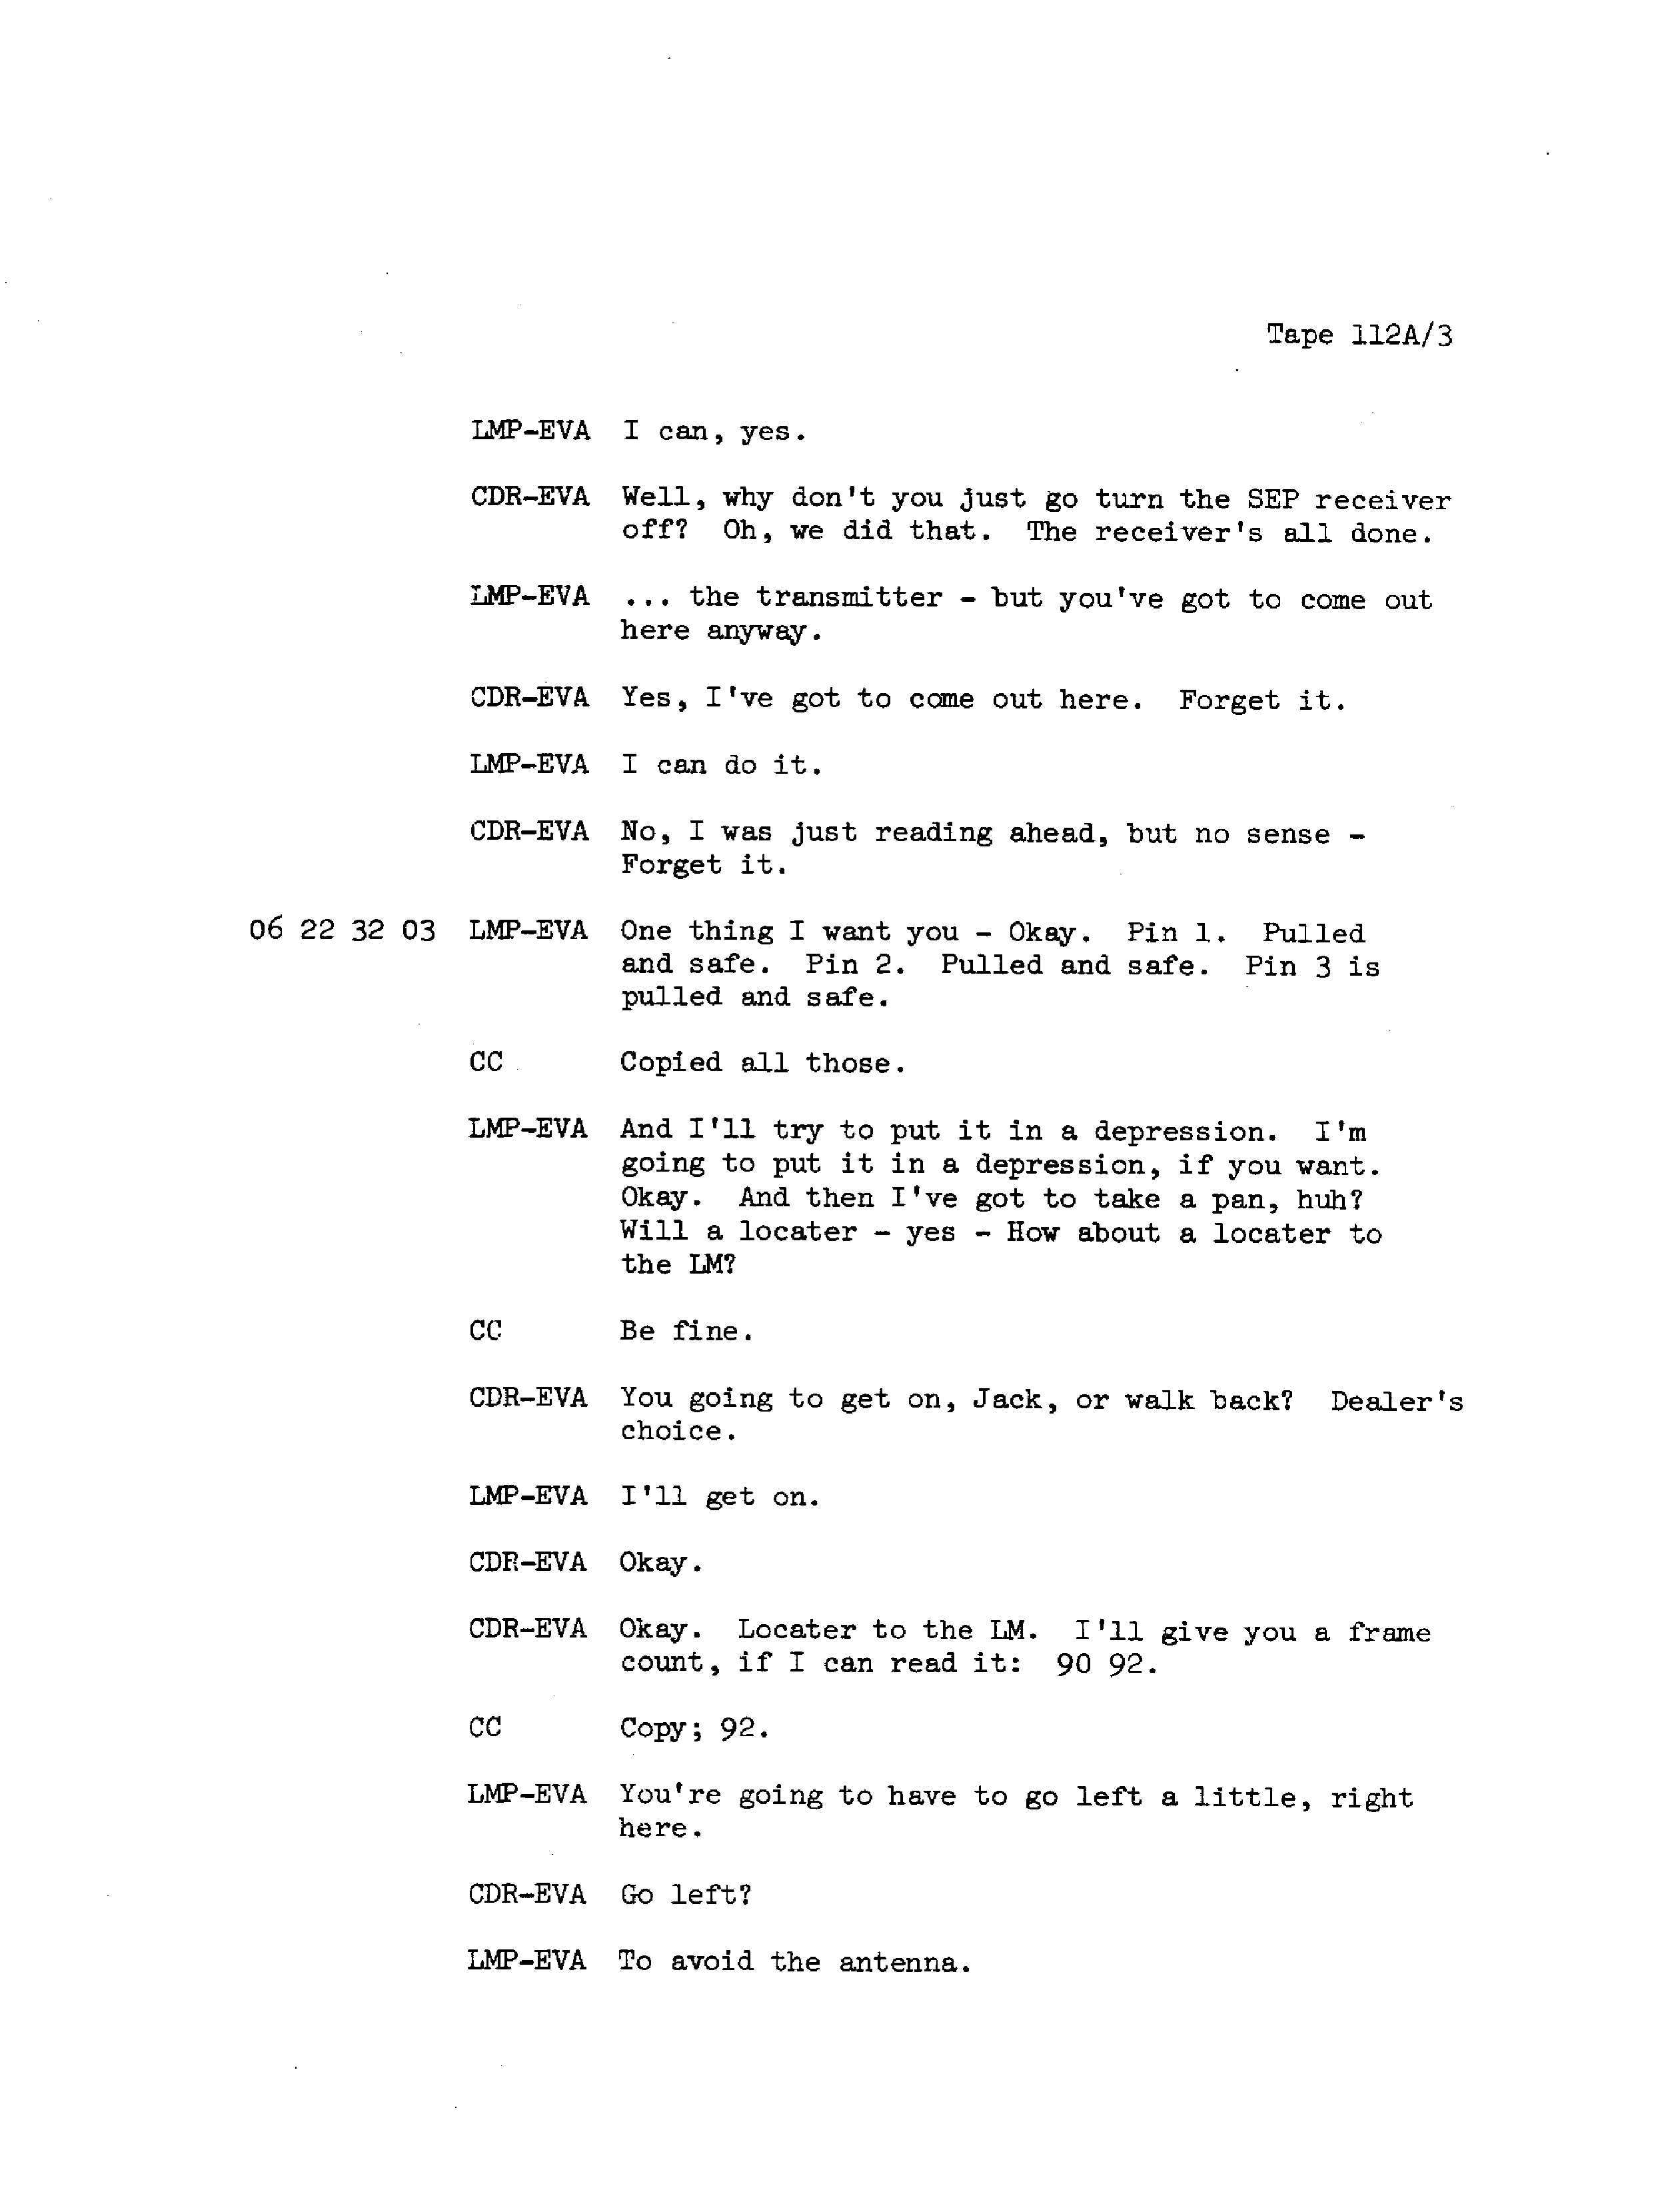 Tape 112A/3
LMP-EVA I can, yes.
CDR-EVA Well, why don't you just go turn the SEP receiver
off? Oh, we did that. The receiver's all done.
LMP-EVA ... the transmitter - but you've got to come out
here anyway.
CDR-EVA Yes, I've got to come out here. Forget it.
LMP-EVA I can do it.
CDR-EVA No, I was just reading ahead, but no sense -
Forget it.
06 22 32 03 LMP-EVA One thing I want you - Okay. Pin 1. Pulled
and safe. Pin 2. Pulled and safe. Pin 3 is
pulled and safe.
CC Copied all those.
LMP-EVA And I'll try to put it in a depression. I'm
going to put it in a depression, if you want.
Okay. And then I've got to take a pan, huh?
Will a locater - yes - How about a locater to
the LM?
CC Be fine.
CDR-EVA You going to get on, Jack, or walk back? Dealer's
choice.
LMP-EVA I'll get on.
CDR-EVA Okay.
CDR-EVA Okay. Locater to the LM. I'll give you a frame
count, if I can read it: 90 92.
CC Copy; 92.
LMP-EVA You're going to have to go left a little, right
here.
CDR-EVA Go left?
LMP-EVA To avoid the antenna.